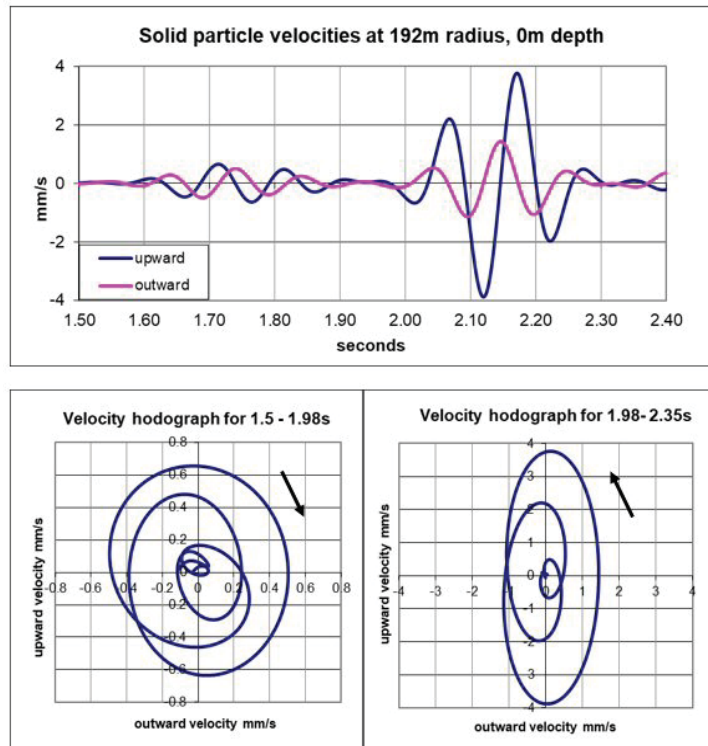 Solid particle velocities at 192m radius, 0m depth
4
2
0
-2
-4
mm/s
upward
outward
1.50 1.60 1.70 1.80 1.90 2.00 2.10 2.20 2.30 2.40
seconds
Velocity hodograph for 1.5 - 1.98s
0.8
0.6
0.4
0.2
0
-0.2
-0.4
-0.6
-0.8
-0.8 -0.6 -0.4 -0.2 0 0.2 0.4 0.6 0.8
upward velocity mm/s
outward velocity mm/s
Velocity hodograph for 1.98- 2.35s
4
3
2
1
0
-1
-2
-3
-4
-4 -3 -2 -1 0 1 2 3 4
upward velocity mm/s
outward velocity mm/s